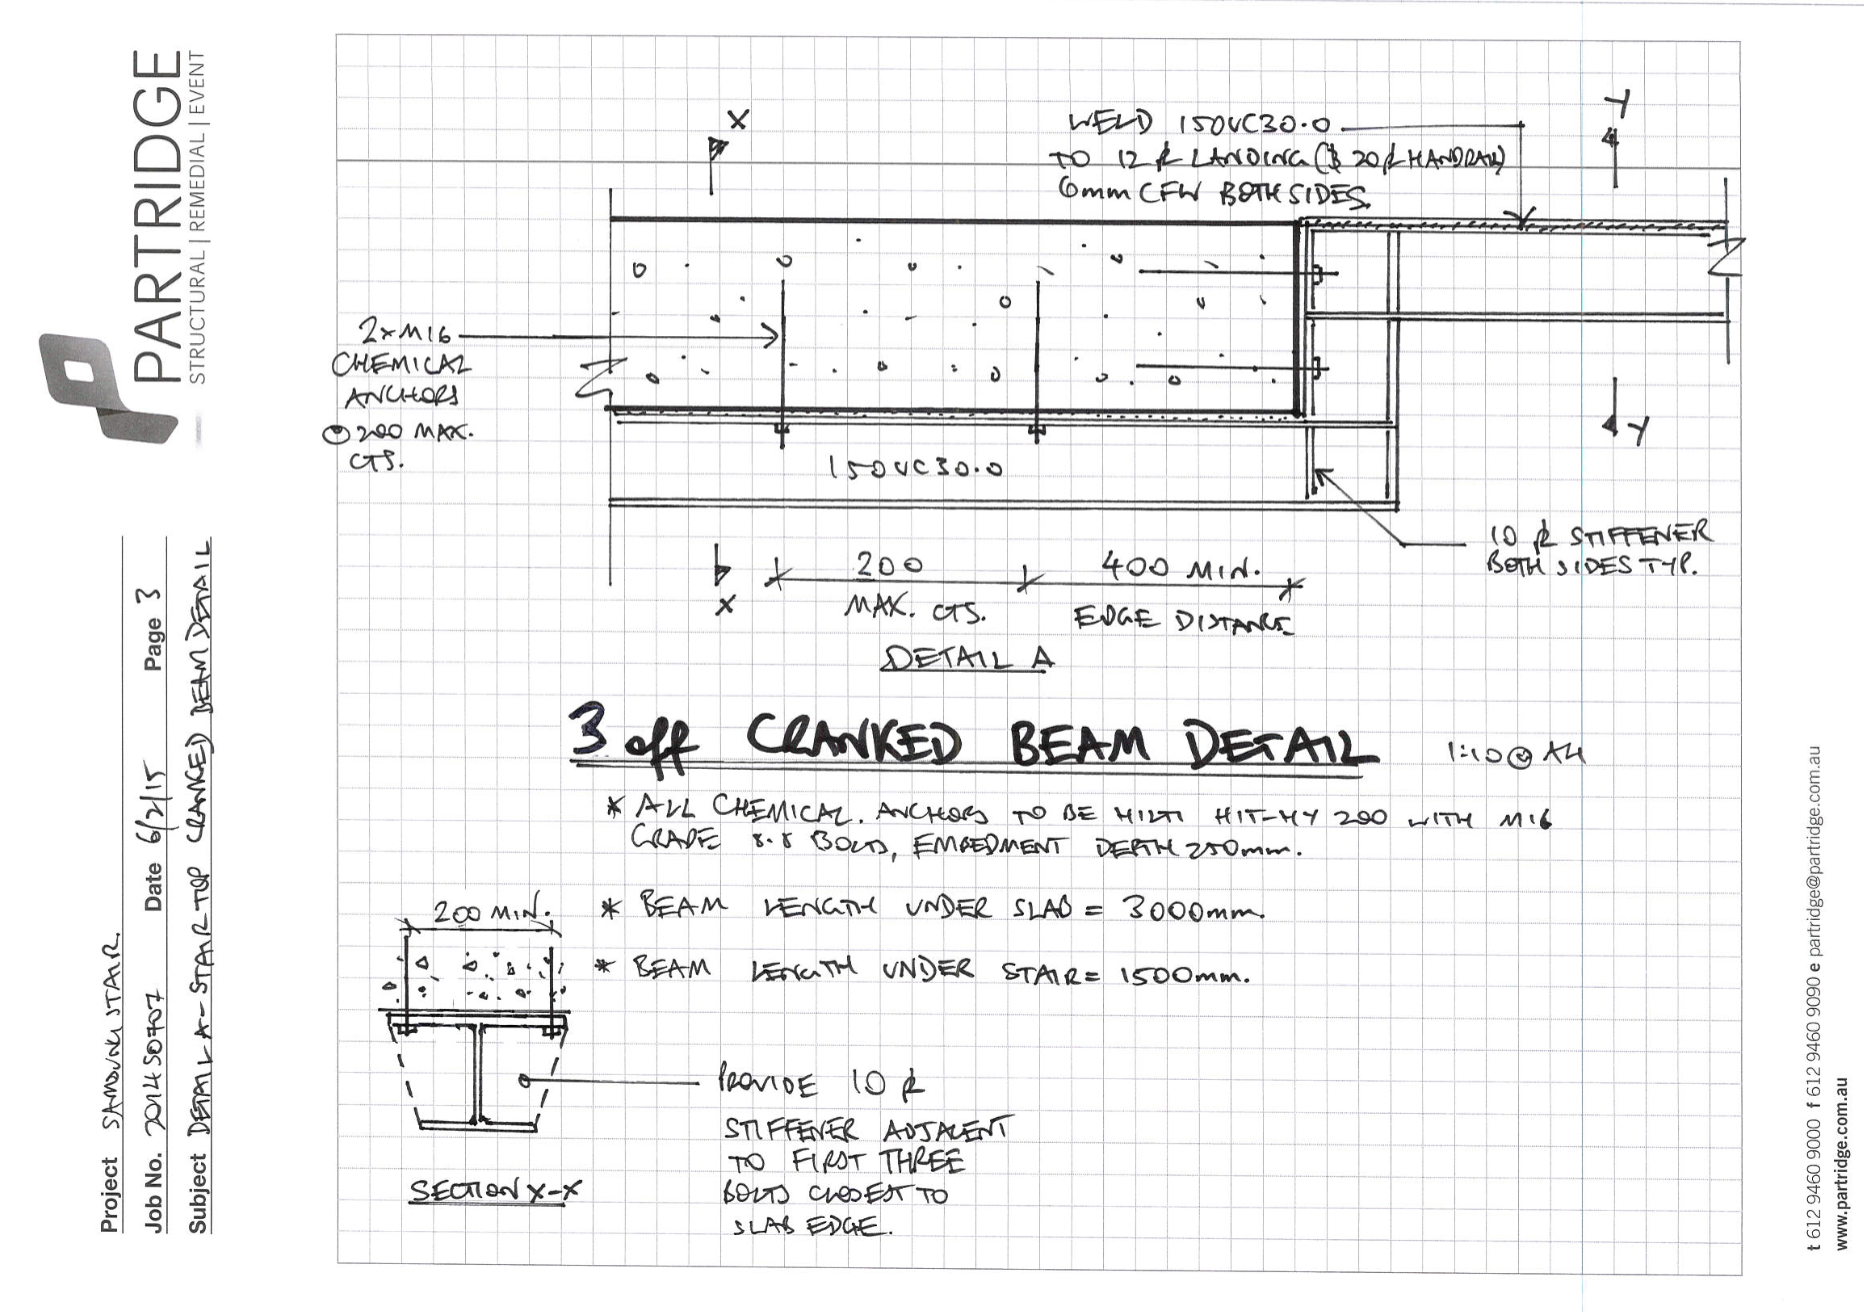 PARTRIDGE
STRUCTURAL | REMEDIAL | EVENT
Project SAMOUNG STAIR.
Job No. 2014S0707 Date 6/2/15 Page 3
Subject DETAIL A - STAIR TOP CRANKED BEAM DETAIL
X
WELD 150UC30.0
TO 12 PL LANDING (& 20 PL HANDRAIL)
6mm CFW BOTH SIDES.
Y
2xM16
CHEMICAL
ANCHORS
@ 200 MAX.
CTS.
150UC30.0
Y
10 PL STIFFENER
BOTH SIDES TYP.
X
200
MAX. CTS.
400 MIN.
EDGE DISTANCE
DETAIL A
3 off CRANKED BEAM DETAIL 1:10 @ A4
* ALL CHEMICAL. ANCHORS TO BE HILTI HIT-HY 200 WITH M16
GRADE 8.8 BOLTS, EMBEDMENT DEPTH 250mm.
* BEAM LENGTH UNDER SLAB = 3000mm.
* BEAM LENGTH UNDER STAIR = 1500mm.
200 MIN.
PROVIDE 10 PL
STIFFENER ADJACENT
TO FIRST THREE
BOLTS CLOSEST TO
SLAB EDGE.
SECTION X-X
t 612 9460 9000 f 612 9460 9090 e partridge@partridge.com.au
www.partridge.com.au